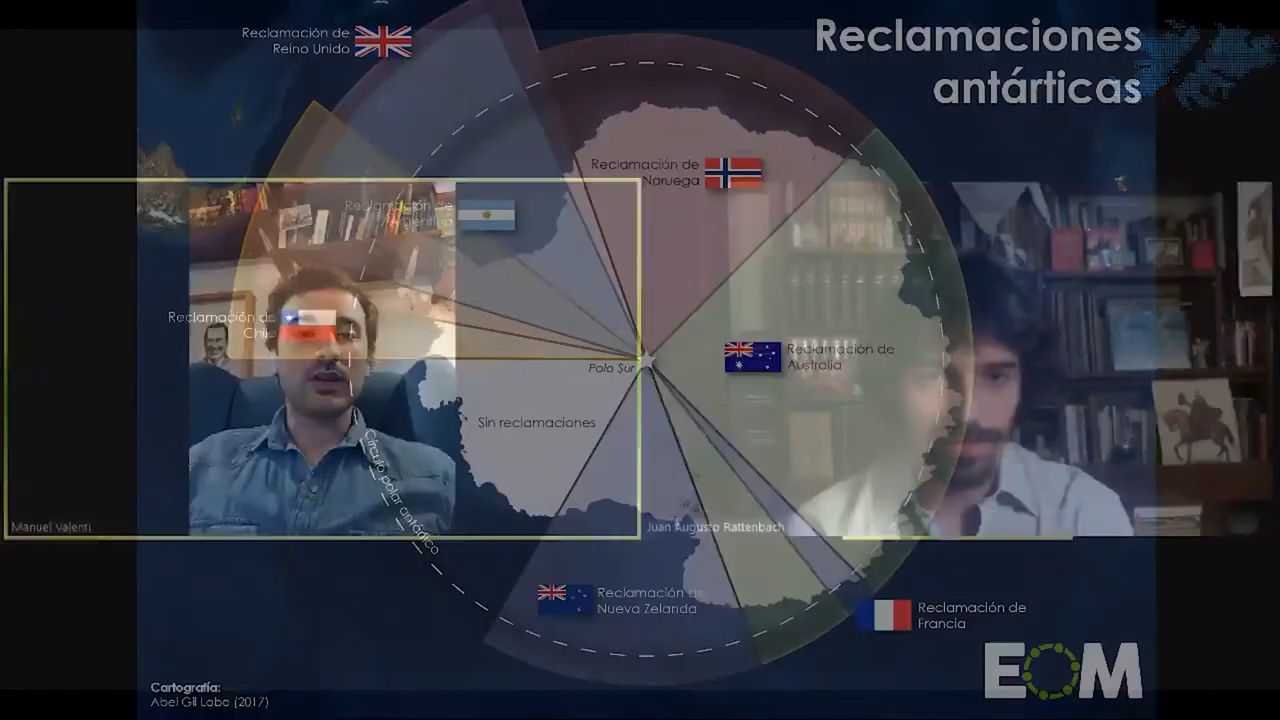 Reclamación de
Reino Unido
Reclamaciones
antárticas
Reclamación de
Noruega
Reclamación de
Argentina
Reclamación de
Chile
Polo Sur
Reclamación de
Australia
Sin reclamaciones
Círculo polar antártico
Manuel Valenti
Juan Augusto Rattenbach
Reclamación de
Nueva Zelanda
Reclamación de
Francia
EOM
Cartografía:
Abel Gil Lobo (2017)